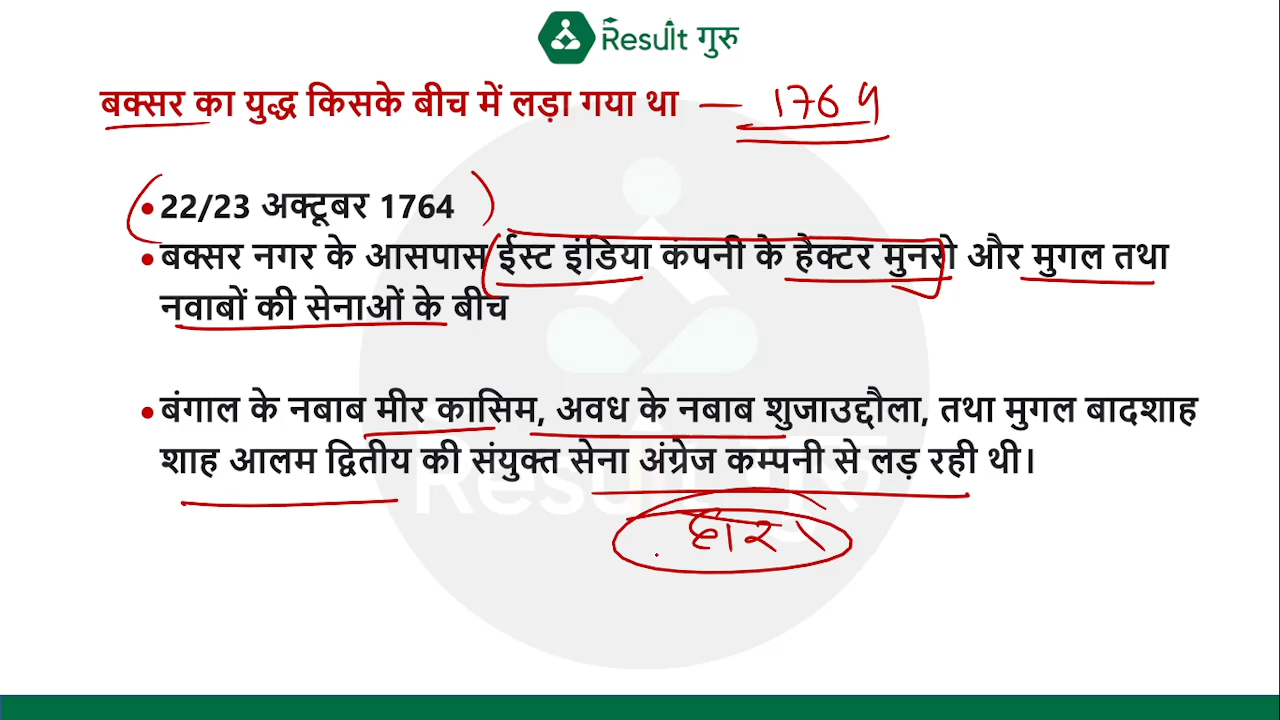 Result गुरु
बक्सर का युद्ध किसके बीच में लड़ा गया था — 1764
•22/23 अक्टूबर 1764
•बक्सर नगर के आसपास ईस्ट इंडिया कंपनी के हैक्टर मुनरो और मुगल तथा
नवाबों की सेनाओं के बीच
•बंगाल के नबाब मीर कासिम, अवध के नबाब शुजाउद्दौला, तथा मुगल बादशाह
शाह आलम द्वितीय की संयुक्त सेना अंग्रेज कम्पनी से लड़ रही थी।
Result गुरु
हारा